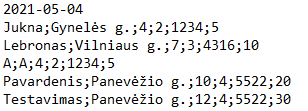 2021-05-04
Jukna;Gynelės g.;4;2;1234;5
Lebronas;Vilniaus g.;7;3;4316;10
A;A;4;2;1234;5
Pavardenis;Panevėžio g.;10;4;5522;20
Testavimas;Panevėžio g.;12;4;5522;30